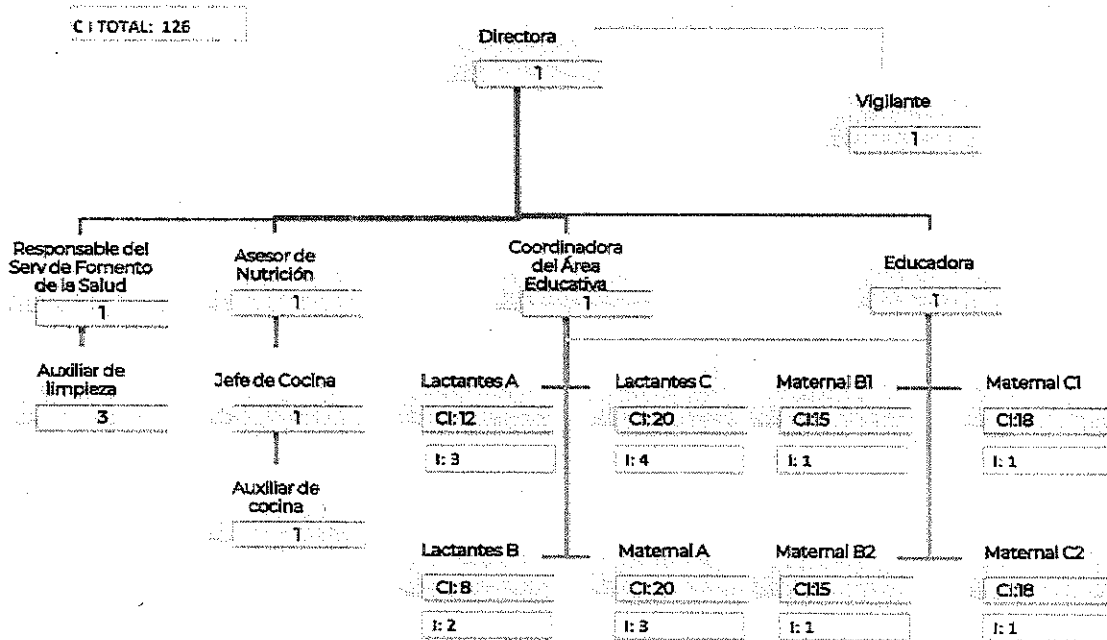 C I TOTAL: 126
Directora
1
Vigilante
1
Responsable del
Serv de Fomento
de la Salud
1
Asesor de
Nutrición
1
Coordinadora
del Área
Educativa
1
Educadora
1
Auxiliar de
limpieza
3
Jefe de Cocina
1
Auxiliar de
cocina
1
Lactantes A
CI: 12
I: 3
Lactantes C
CI: 20
I: 4
Maternal B1
CI:15
I: 1
Maternal C1
CI:18
I: 1
Lactantes B
CI: 8
I: 2
Maternal A
CI: 20
I: 3
Maternal B2
CI:15
I: 1
Maternal C2
CI:18
I: 1